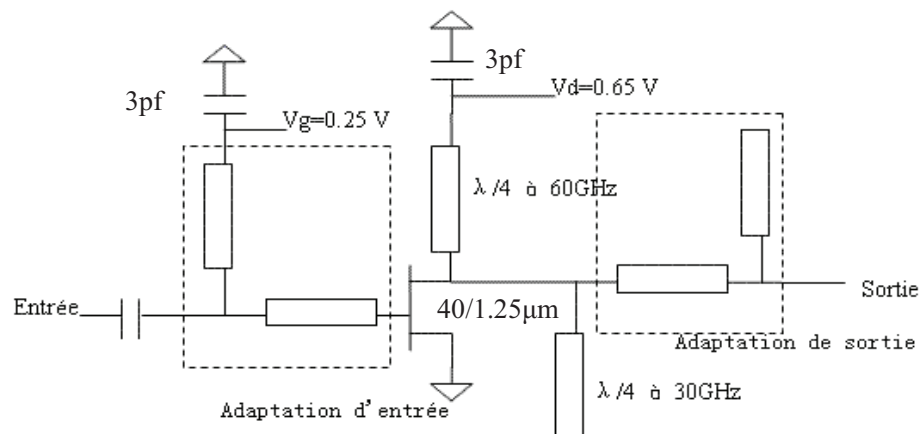 3pf
3pf
Vd=0.65 V
Vg=0.25 V
λ/4 à 60GHz
Entrée
40/1.25μm
Sortie
Adaptation de sortie
λ/4 à 30GHz
Adaptation d'entrée